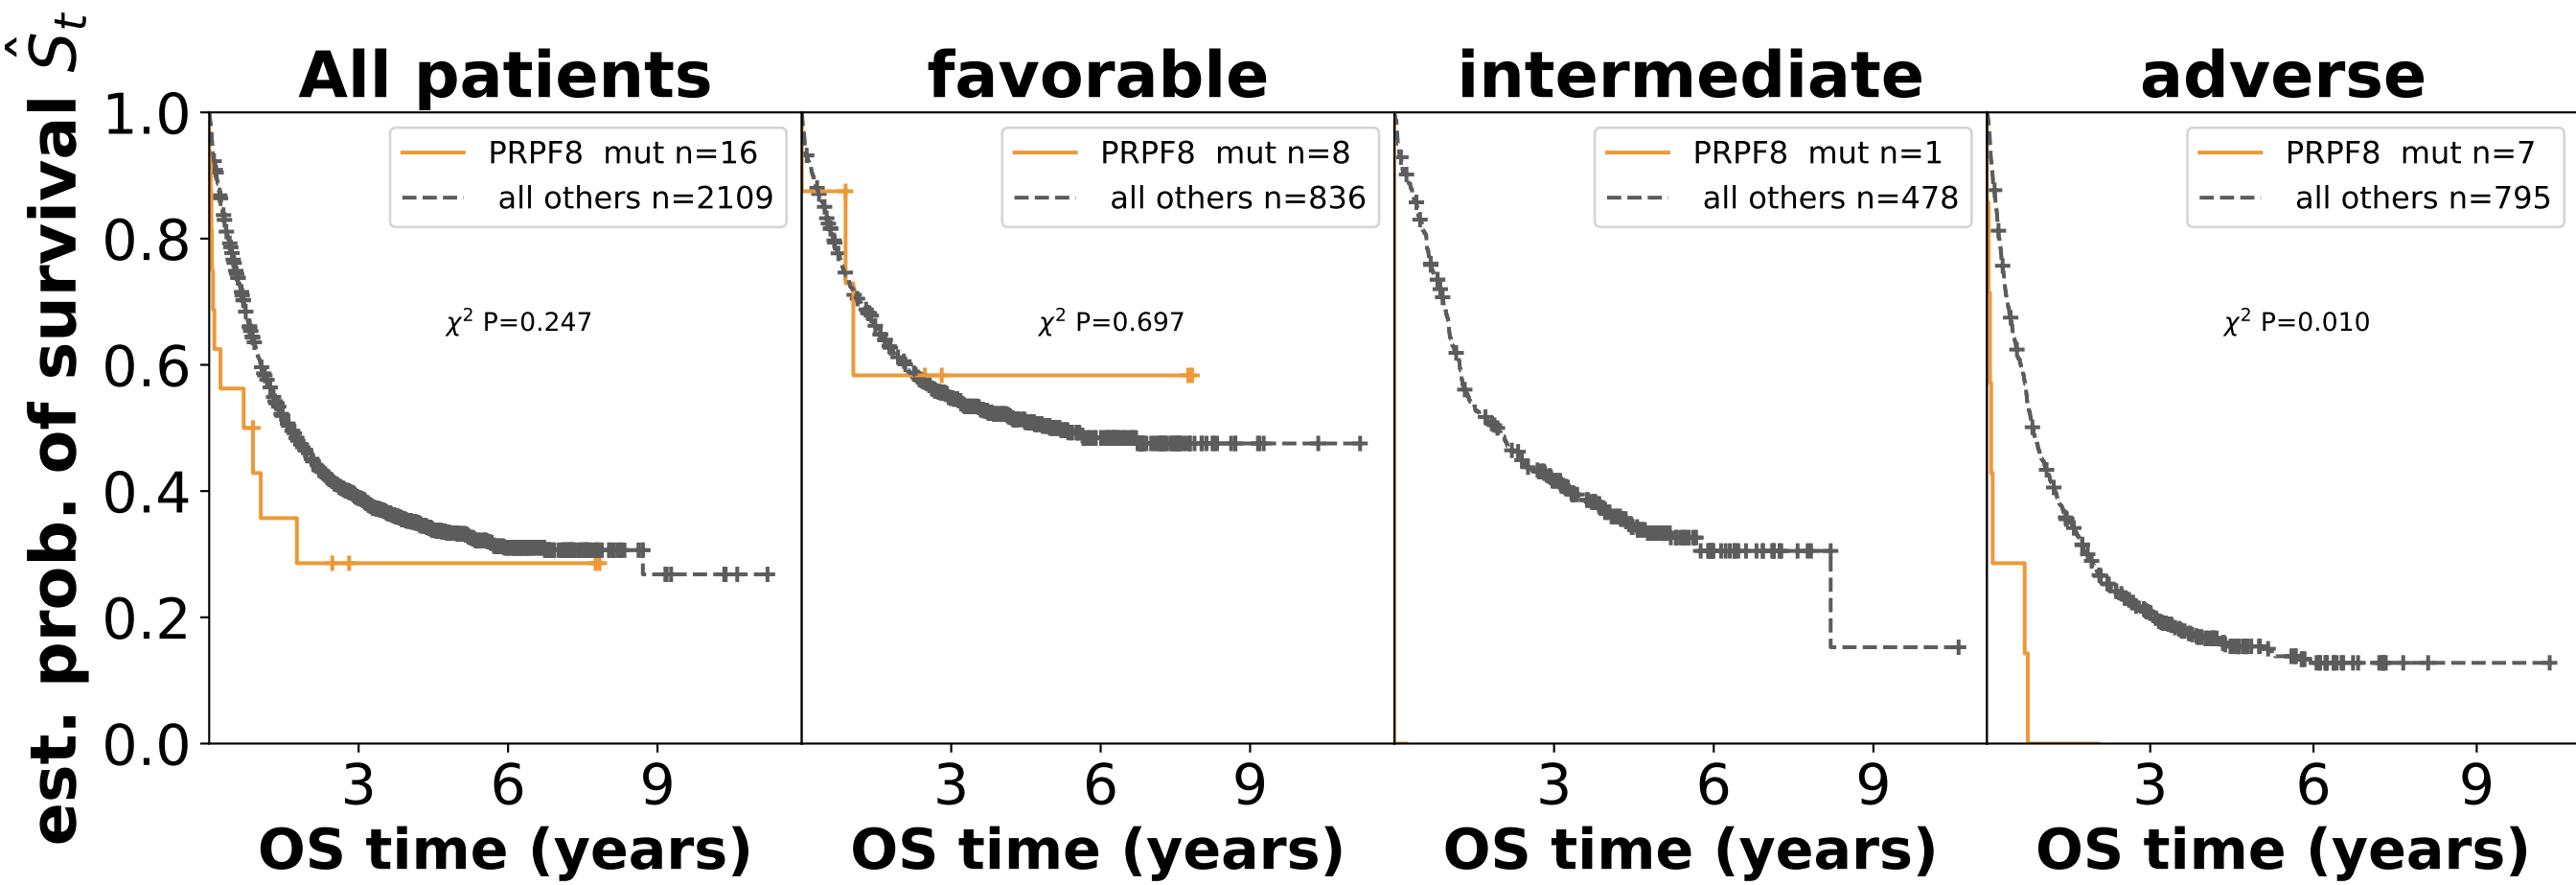 est. prob. of survival Ŝt
All patients
1.0
0.8
0.6
0.4
0.2
0.0
PRPF8 mut n=16
all others n=2109
χ² P=0.247
3 6 9
OS time (years)
favorable
PRPF8 mut n=8
all others n=836
χ² P=0.697
3 6 9
OS time (years)
intermediate
PRPF8 mut n=1
all others n=478
3 6 9
OS time (years)
adverse
PRPF8 mut n=7
all others n=795
χ² P=0.010
3 6 9
OS time (years)